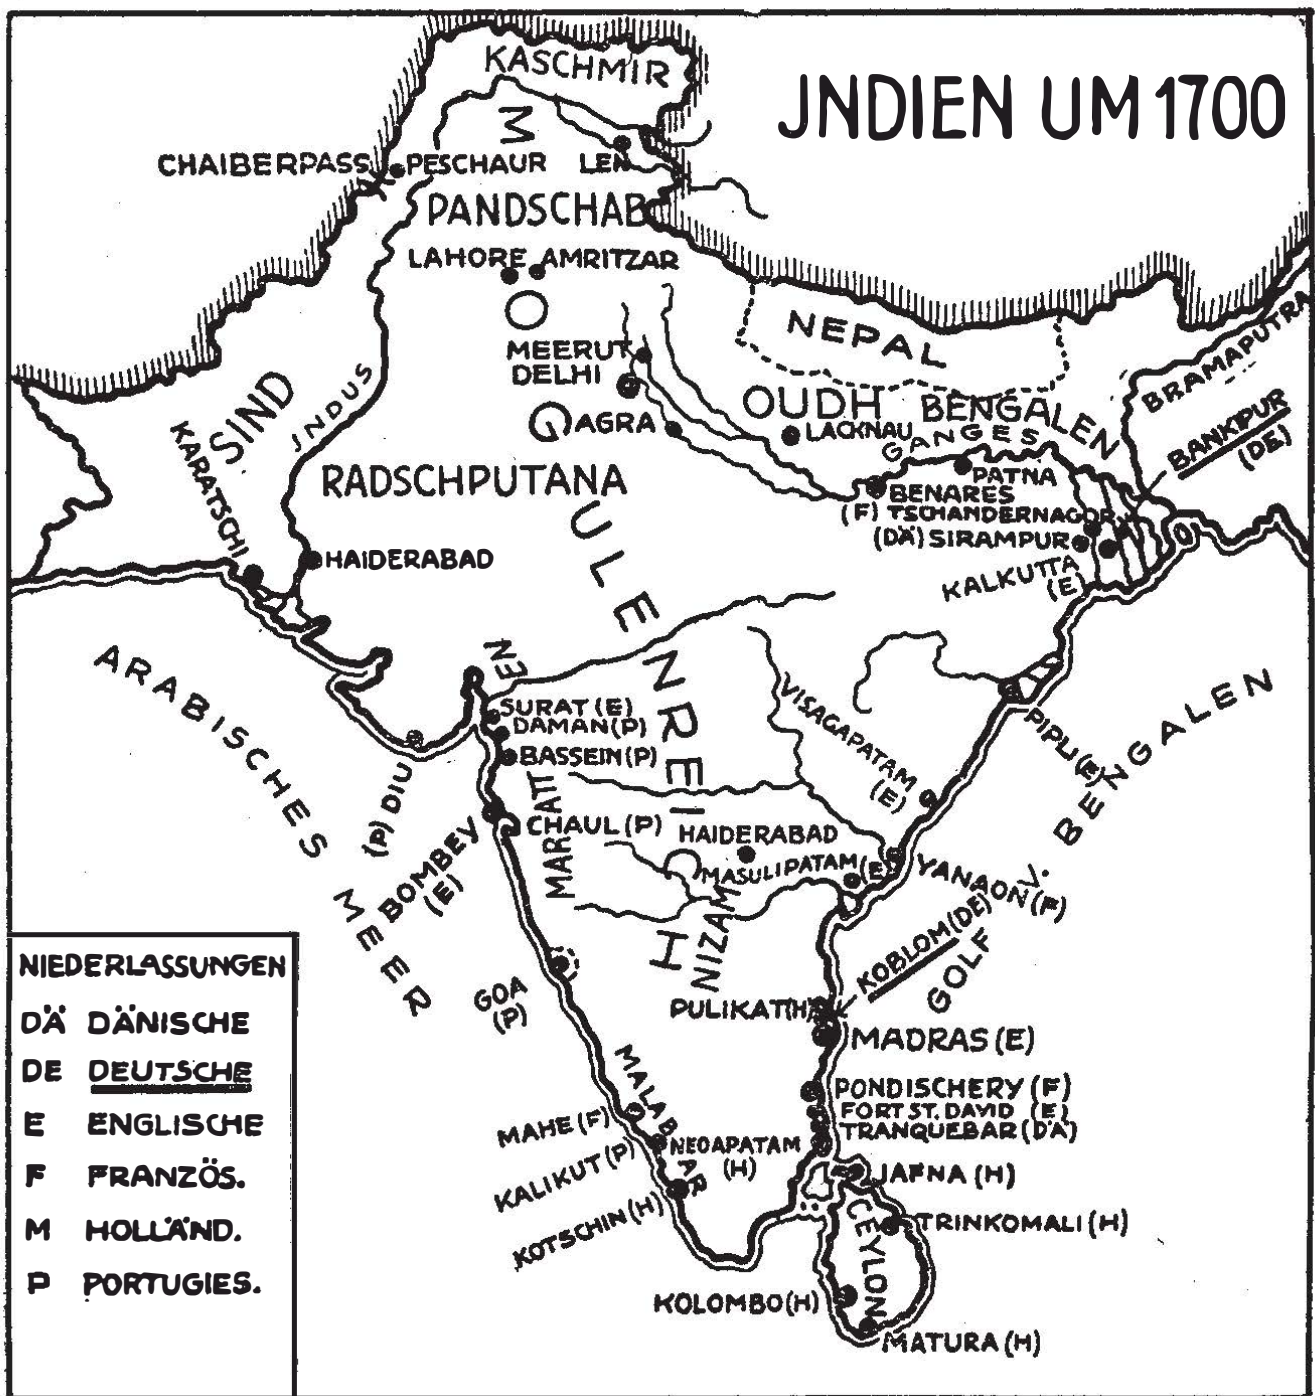 JNDIEN UM 1700
KASCHMIR
CHAIBERPASS
PESCHAUR
LEH
PANDSCHAB
LAHORE
AMRITZAR
NEPAL
MEERUT
DELHI
AGRA
OUDH
LACKNAU
BENGALEN
GANGES
BRAMAPUTRA
BANKIPUR
(DE)
SIND
JNDUS
KARATSCHI
RADSCHPUTANA
HAIDERABAD
PATNA
BENARES
(F) TSCHANDERNAGOR
(DÄ) SIRAMPUR
KALKUTTA
(E)
MOGULENREICH
ARABISCHES MEER
SURAT (E)
DAMAN (P)
BASSEIN (P)
(P) DIU
BOMBEY
(E)
CHAUL (P)
MARATTEN
VISAGAPATAM
(E)
PIPLI (E)
GOLF V. BENGALEN
HAIDERABAD
MASULIPATAM (E)
YANAON (F)
NIZAM
KOBLOM (DE)
GOA
(P)
PULIKAT (H)
MADRAS (E)
PONDISCHERY (F)
FORT ST. DAVID (E)
TRANQUEBAR (DÄ)
MALABAR
MAHE (F)
KALIKUT (P)
KOTSCHIN (H)
NEOAPATAM
(H)
JAFNA (H)
TRINKOMALI (H)
CEYLON
KOLOMBO (H)
MATURA (H)
NIEDERLASSUNGEN
DÄ DÄNISCHE
DE DEUTSCHE
E ENGLISCHE
F FRANZÖS.
M HOLLÄND.
P PORTUGIES.